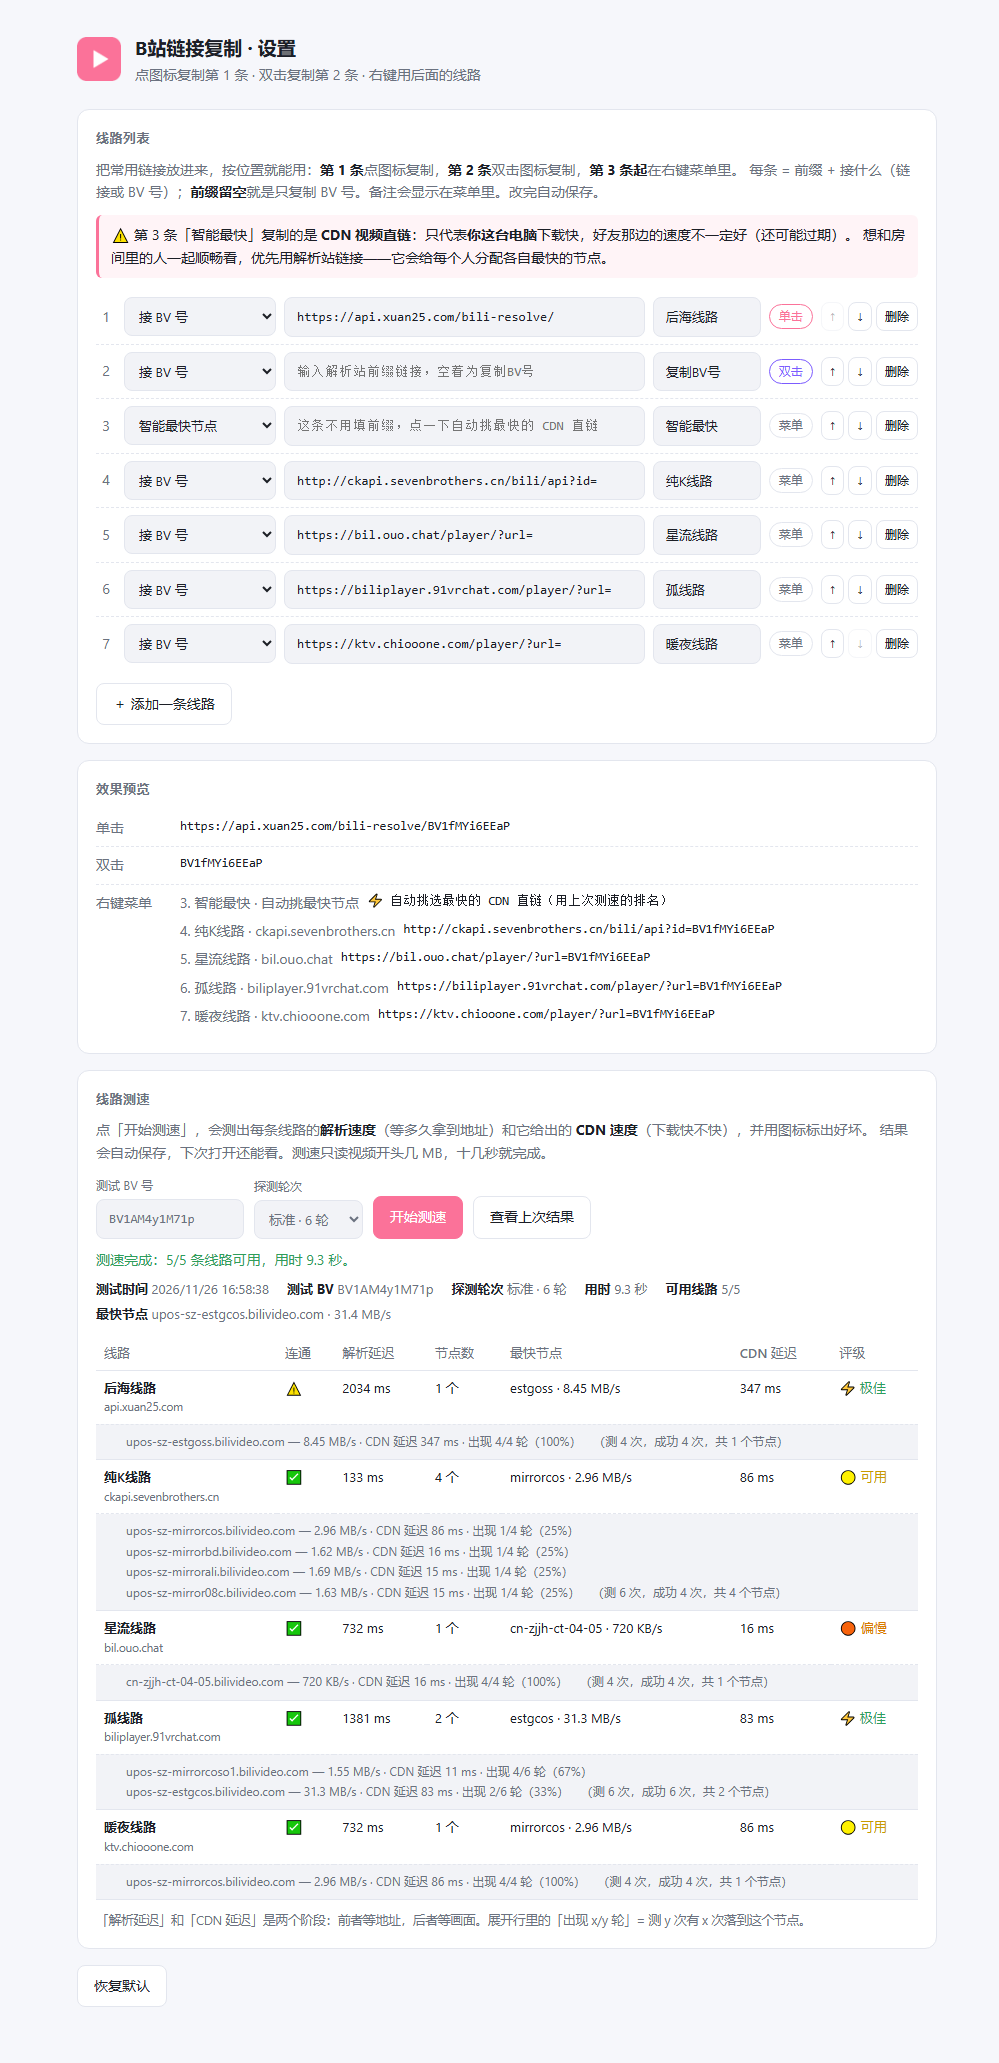 B站链接复制 · 设置
点图标复制第 1 条 · 双击复制第 2 条 · 右键用后面的线路
线路列表
把常用链接放进来，按位置就能用：第 1 条点图标复制，第 2 条双击图标复制，第 3 条起在右键菜单里。 每条 = 前缀 + 接什么（链
接或 BV 号）；前缀留空就是只复制 BV 号。备注会显示在菜单里。改完自动保存。
⚠️ 第 3 条「智能最快」复制的是 CDN 视频直链：只代表你这台电脑下载快，好友那边的速度不一定好（还可能过期）。 想和房
间里的人一起顺畅看，优先用解析站链接——它会给每个人分配各自最快的节点。
1 接 BV 号 https://api.xuan25.com/bili-resolve/ 后海线路 单击 ↑ ↓ 删除
2 接 BV 号 输入解析站前缀链接，空着为复制BV号 复制BV号 双击 ↑ ↓ 删除
3 智能最快节点 这条不用填前缀，点一下自动挑最快的 CDN 直链 智能最快 菜单 ↑ ↓ 删除
4 接 BV 号 http://ckapi.sevenbrothers.cn/bili/api?id= 纯K线路 菜单 ↑ ↓ 删除
5 接 BV 号 https://bil.ouo.chat/player/?url= 星流线路 菜单 ↑ ↓ 删除
6 接 BV 号 https://biliplayer.91vrchat.com/player/?url= 孤线路 菜单 ↑ ↓ 删除
7 接 BV 号 https://ktv.chiooone.com/player/?url= 暖夜线路 菜单 ↑ ↓ 删除
+ 添加一条线路
效果预览
单击 https://api.xuan25.com/bili-resolve/BV1fMYi6EEaP
双击 BV1fMYi6EEaP
右键菜单 3. 智能最快 · 自动挑最快节点 ⚡ 自动挑选最快的 CDN 直链（用上次测速的排名）
4. 纯K线路 · ckapi.sevenbrothers.cn http://ckapi.sevenbrothers.cn/bili/api?id=BV1fMYi6EEaP
5. 星流线路 · bil.ouo.chat https://bil.ouo.chat/player/?url=BV1fMYi6EEaP
6. 孤线路 · biliplayer.91vrchat.com https://biliplayer.91vrchat.com/player/?url=BV1fMYi6EEaP
7. 暖夜线路 · ktv.chiooone.com https://ktv.chiooone.com/player/?url=BV1fMYi6EEaP
线路测速
点「开始测速」，会测出每条线路的解析速度（等多久拿到地址）和它给出的 CDN 速度（下载快不快），并用图标标出好坏。 结果
会自动保存，下次打开还能看。测速只读视频开头几 MB，十几秒就完成。
测试 BV 号 探测轮次
BV1AM4y1M71p 标准 · 6 轮 开始测速 查看上次结果
测速完成：5/5 条线路可用，用时 9.3 秒。
测试时间 2026/11/26 16:58:38 测试 BV BV1AM4y1M71p 探测轮次 标准 · 6 轮 用时 9.3 秒 可用线路 5/5
最快节点 upos-sz-estgcos.bilivideo.com · 31.4 MB/s
线路 连通 解析延迟 节点数 最快节点 CDN 延迟 评级
后海线路 ⚠️ 2034 ms 1 个 estgoss · 8.45 MB/s 347 ms ⚡ 极佳
api.xuan25.com
upos-sz-estgoss.bilivideo.com — 8.45 MB/s · CDN 延迟 347 ms · 出现 4/4 轮（100%） （测 4 次，成功 4 次，共 1 个节点）
纯K线路 ✅ 133 ms 4 个 mirrorcos · 2.96 MB/s 86 ms 🟡 可用
ckapi.sevenbrothers.cn
upos-sz-mirrorcos.bilivideo.com — 2.96 MB/s · CDN 延迟 86 ms · 出现 1/4 轮（25%）
upos-sz-mirrorbd.bilivideo.com — 1.62 MB/s · CDN 延迟 16 ms · 出现 1/4 轮（25%）
upos-sz-mirrorali.bilivideo.com — 1.69 MB/s · CDN 延迟 15 ms · 出现 1/4 轮（25%）
upos-sz-mirror08c.bilivideo.com — 1.63 MB/s · CDN 延迟 15 ms · 出现 1/4 轮（25%） （测 6 次，成功 4 次，共 4 个节点）
星流线路 ✅ 732 ms 1 个 cn-zjjh-ct-04-05 · 720 KB/s 16 ms 🟠 偏慢
bil.ouo.chat
cn-zjjh-ct-04-05.bilivideo.com — 720 KB/s · CDN 延迟 16 ms · 出现 4/4 轮（100%） （测 4 次，成功 4 次，共 1 个节点）
孤线路 ✅ 1381 ms 2 个 estgcos · 31.3 MB/s 83 ms ⚡ 极佳
biliplayer.91vrchat.com
upos-sz-mirrorcoso1.bilivideo.com — 1.55 MB/s · CDN 延迟 11 ms · 出现 4/6 轮（67%）
upos-sz-estgcos.bilivideo.com — 31.3 MB/s · CDN 延迟 83 ms · 出现 2/6 轮（33%） （测 6 次，成功 6 次，共 2 个节点）
暖夜线路 ✅ 732 ms 1 个 mirrorcos · 2.96 MB/s 86 ms 🟡 可用
ktv.chiooone.com
upos-sz-mirrorcos.bilivideo.com — 2.96 MB/s · CDN 延迟 86 ms · 出现 4/4 轮（100%） （测 4 次，成功 4 次，共 1 个节点）
「解析延迟」和「CDN 延迟」是两个阶段：前者等地址，后者等画面。展开行里的「出现 x/y 轮」= 测 y 次有 x 次落到这个节点。
恢复默认